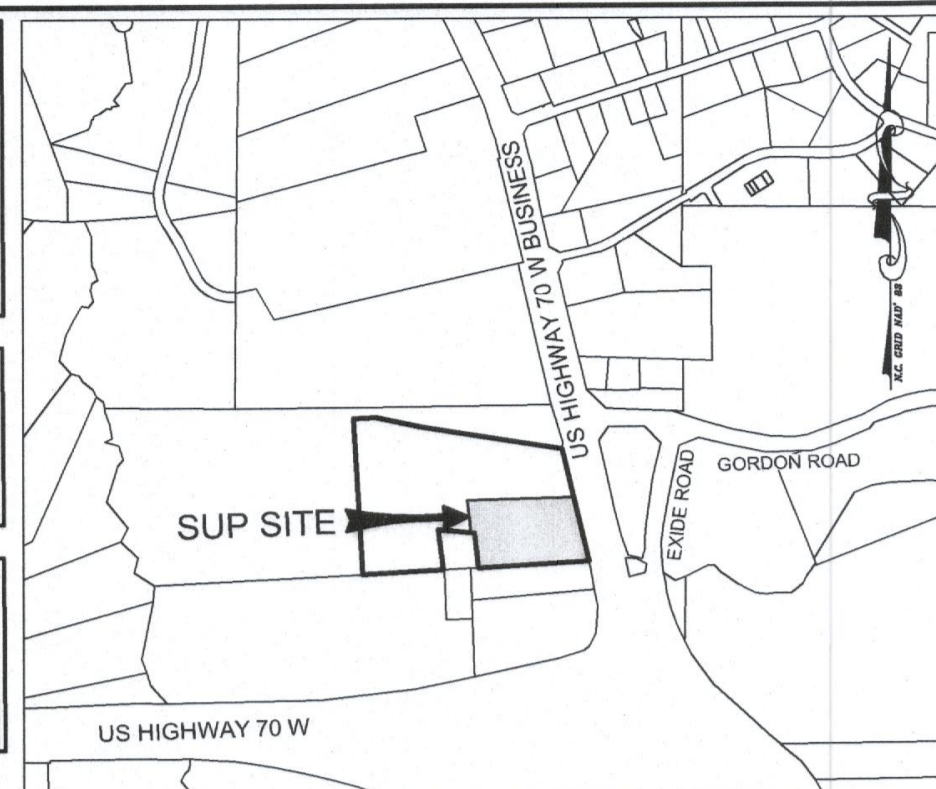 US HIGHWAY 70 W BUSINESS
N.C. GRID NAD' 83
GORDON ROAD
EXIDE ROAD
SUP SITE
US HIGHWAY 70 W